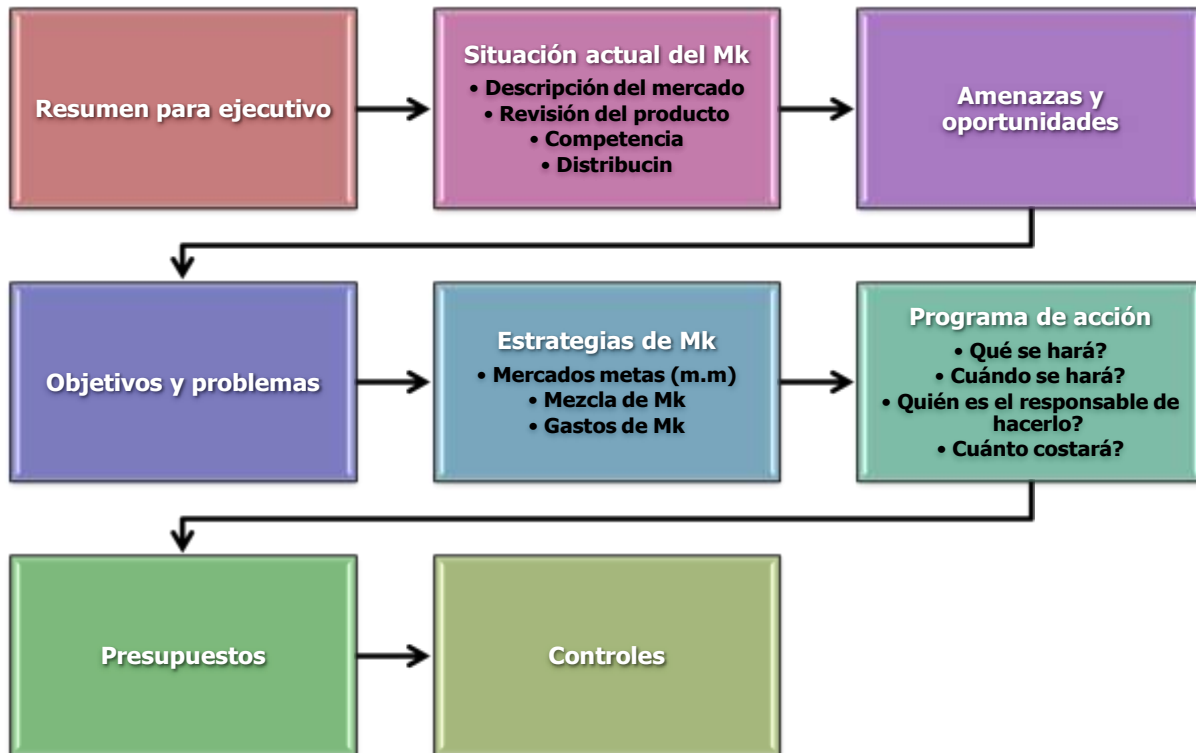 Resumen para ejecutivo
Situación actual del Mk
• Descripción del mercado
• Revisión del producto
• Competencia
• Distribucin
Amenazas y
oportunidades
Objetivos y problemas
Estrategias de Mk
• Mercados metas (m.m)
• Mezcla de Mk
• Gastos de Mk
Programa de acción
• Qué se hará?
• Cuándo se hará?
• Quién es el responsable de
hacerlo?
• Cuánto costará?
Presupuestos
Controles